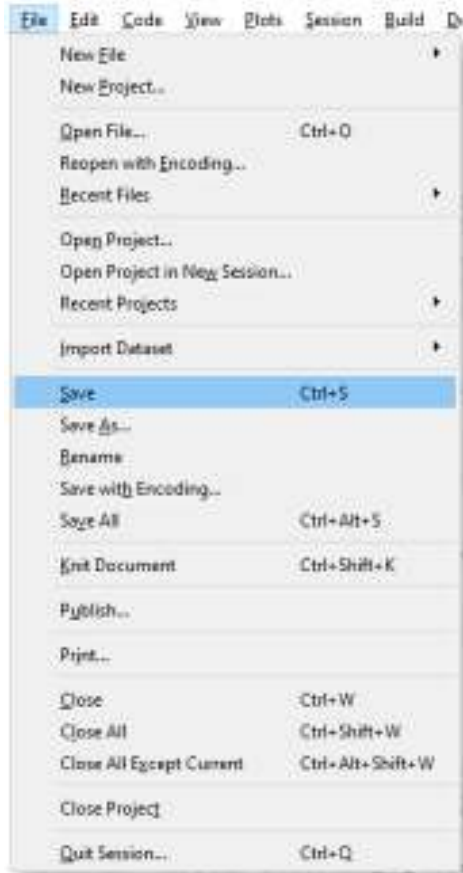 File Edit Code View Plots Session Build
New File
New Project...
Open File... Ctrl+O
Reopen with Encoding...
Recent Files
Open Project...
Open Project in New Session...
Recent Projects
Import Dataset
Save Ctrl+S
Save As...
Rename
Save with Encoding...
Save All Ctrl+Alt+S
Knit Document Ctrl+Shift+K
Publish...
Print...
Close Ctrl+W
Close All Ctrl+Shift+W
Close All Except Current Ctrl+Alt+Shift+W
Close Project
Quit Session... Ctrl+Q